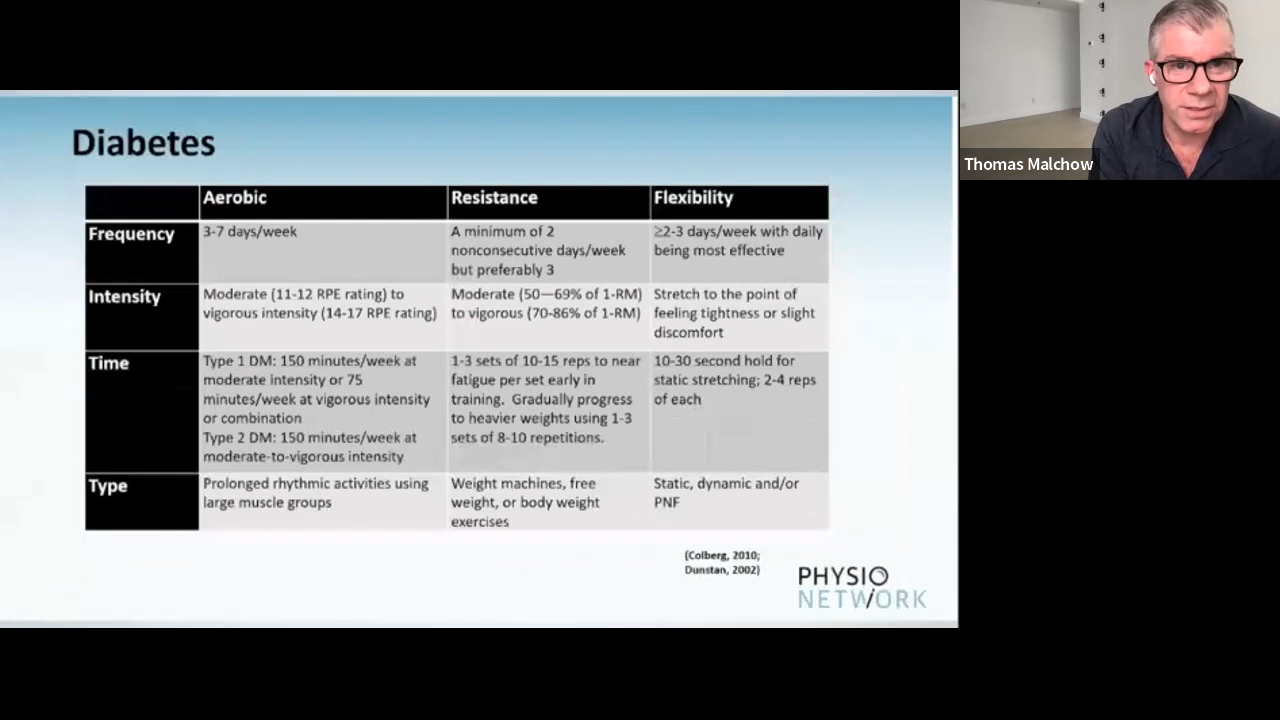 Thomas Malchow
Diabetes
Aerobic
Resistance
Flexibility
Frequency
3-7 days/week
A minimum of 2
nonconsecutive days/week
but preferably 3
≥2-3 days/week with daily
being most effective
Intensity
Moderate (11-12 RPE rating) to
vigorous intensity (14-17 RPE rating)
Moderate (50—69% of 1-RM)
to vigorous (70-86% of 1-RM)
Stretch to the point of
feeling tightness or slight
discomfort
Time
Type 1 DM: 150 minutes/week at
moderate intensity or 75
minutes/week at vigorous intensity
or combination
Type 2 DM: 150 minutes/week at
moderate-to-vigorous intensity
1-3 sets of 10-15 reps to near
fatigue per set early in
training. Gradually progress
to heavier weights using 1-3
sets of 8-10 repetitions.
10-30 second hold for
static stretching; 2-4 reps
of each
Type
Prolonged rhythmic activities using
large muscle groups
Weight machines, free
weight, or body weight
exercises
Static, dynamic and/or
PNF
(Colberg, 2010;
Dunstan, 2002)
PHYSIO
NETWORK